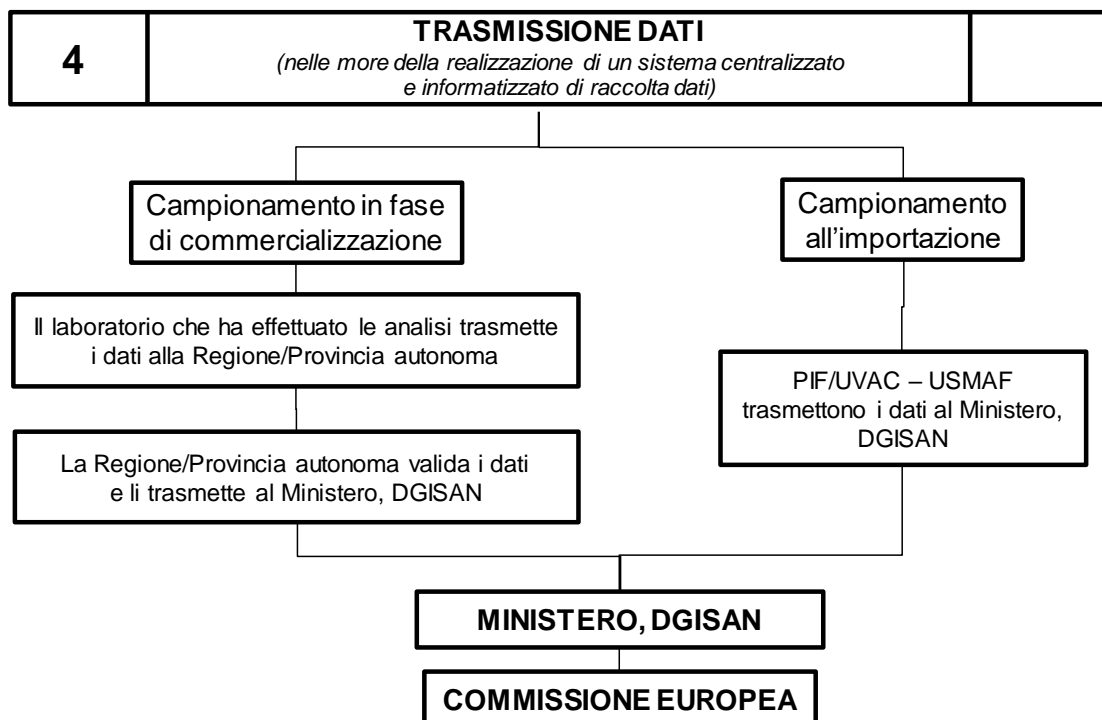 4
TRASMISSIONE DATI
(nelle more della realizzazione di un sistema centralizzato
e informatizzato di raccolta dati)
Campionamento in fase
di commercializzazione
Il laboratorio che ha effettuato le analisi trasmette
i dati alla Regione/Provincia autonoma
La Regione/Provincia autonoma valida i dati
e li trasmette al Ministero, DGISAN
Campionamento
all'importazione
PIF/UVAC – USMAF
trasmettono i dati al Ministero,
DGISAN
MINISTERO, DGISAN
COMMISSIONE EUROPEA